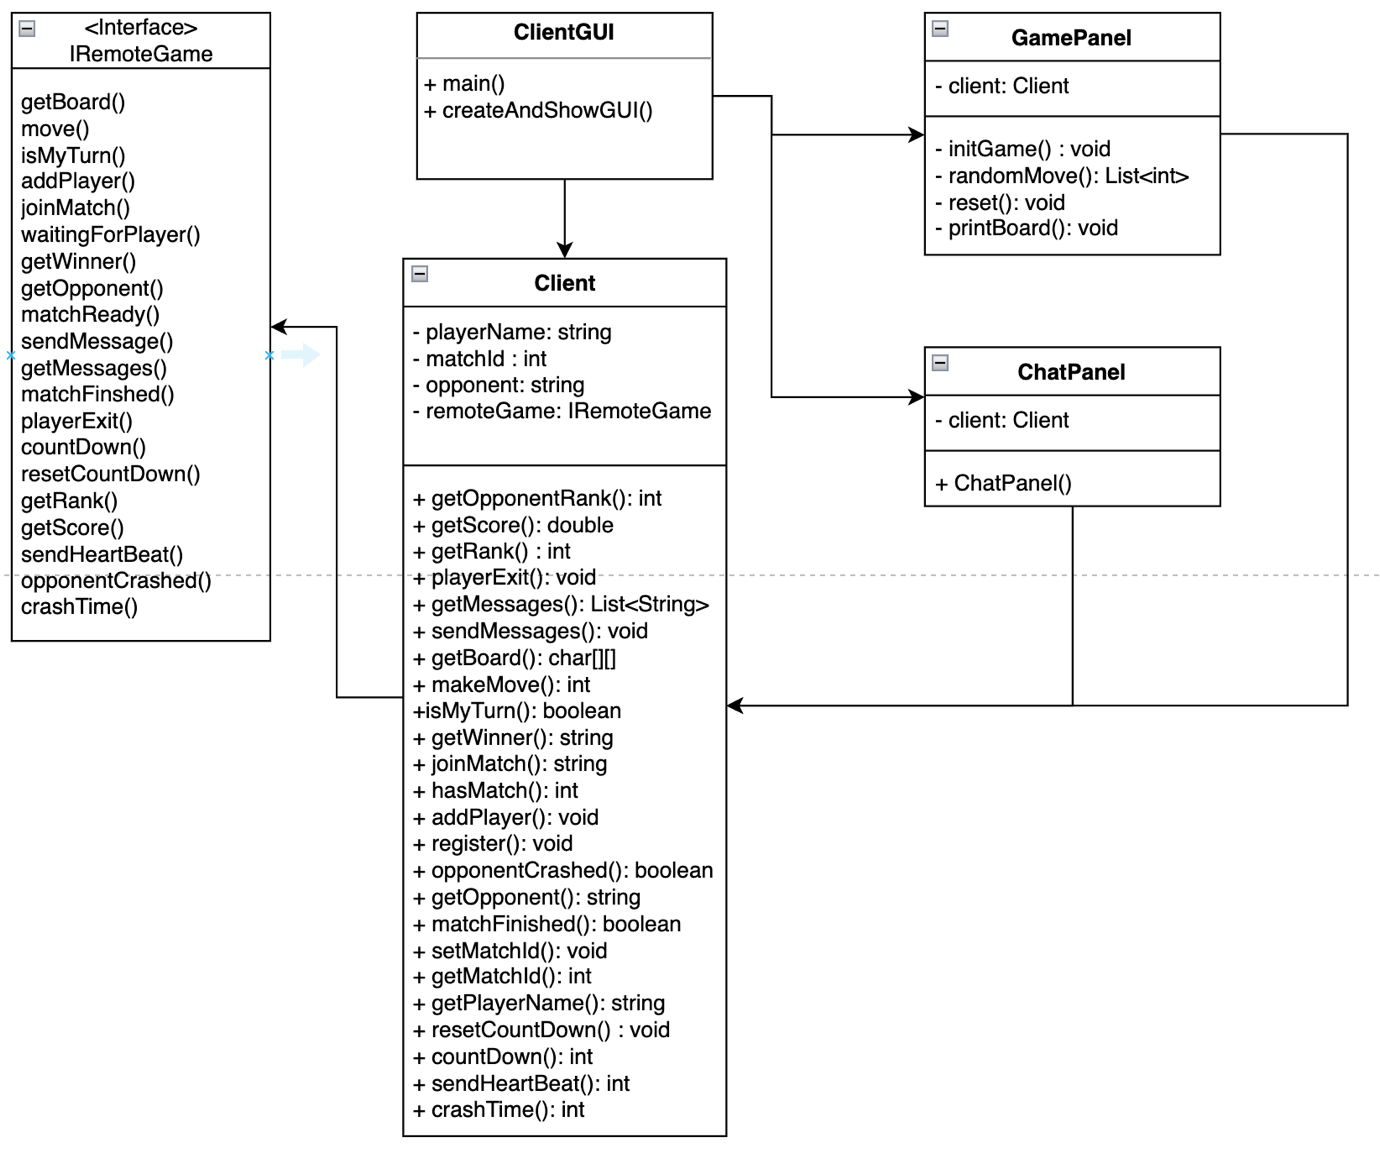 <Interface>
IRemoteGame
getBoard()
move()
isMyTurn()
addPlayer()
joinMatch()
waitingForPlayer()
getWinner()
getOpponent()
matchReady()
sendMessage()
getMessages()
matchFinshed()
playerExit()
countDown()
resetCountDown()
getRank()
getScore()
sendHeartBeat()
opponentCrashed()
crashTime()
ClientGUI
+ main()
+ createAndShowGUI()
Client
- playerName: string
- matchId : int
- opponent: string
- remoteGame: IRemoteGame
+ getOpponentRank(): int
+ getScore(): double
+ getRank() : int
+ playerExit(): void
+ getMessages(): List<String>
+ sendMessages(): void
+ getBoard(): char[][]
+ makeMove(): int
+isMyTurn(): boolean
+ getWinner(): string
+ joinMatch(): string
+ hasMatch(): int
+ addPlayer(): void
+ register(): void
+ opponentCrashed(): boolean
+ getOpponent(): string
+ matchFinished(): boolean
+ setMatchId(): void
+ getMatchId(): int
+ getPlayerName(): string
+ resetCountDown() : void
+ countDown(): int
+ sendHeartBeat(): int
+ crashTime(): int
GamePanel
- client: Client
- initGame() : void
- randomMove(): List<int>
- reset(): void
- printBoard(): void
ChatPanel
- client: Client
+ ChatPanel()